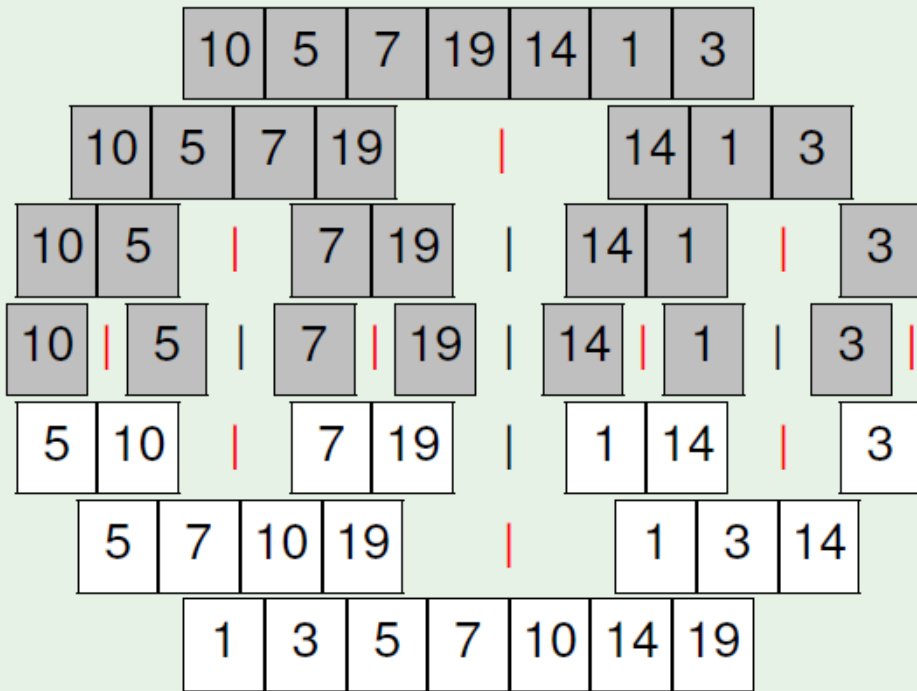 10 5 7 19 14 1 3
10 5 7 19 | 14 1 3
10 5 | 7 19 | 14 1 | 3
10 | 5 | 7 | 19 | 14 | 1 | 3 |
5 10 | 7 19 | 1 14 | 3
5 7 10 19 | 1 3 14
1 3 5 7 10 14 19